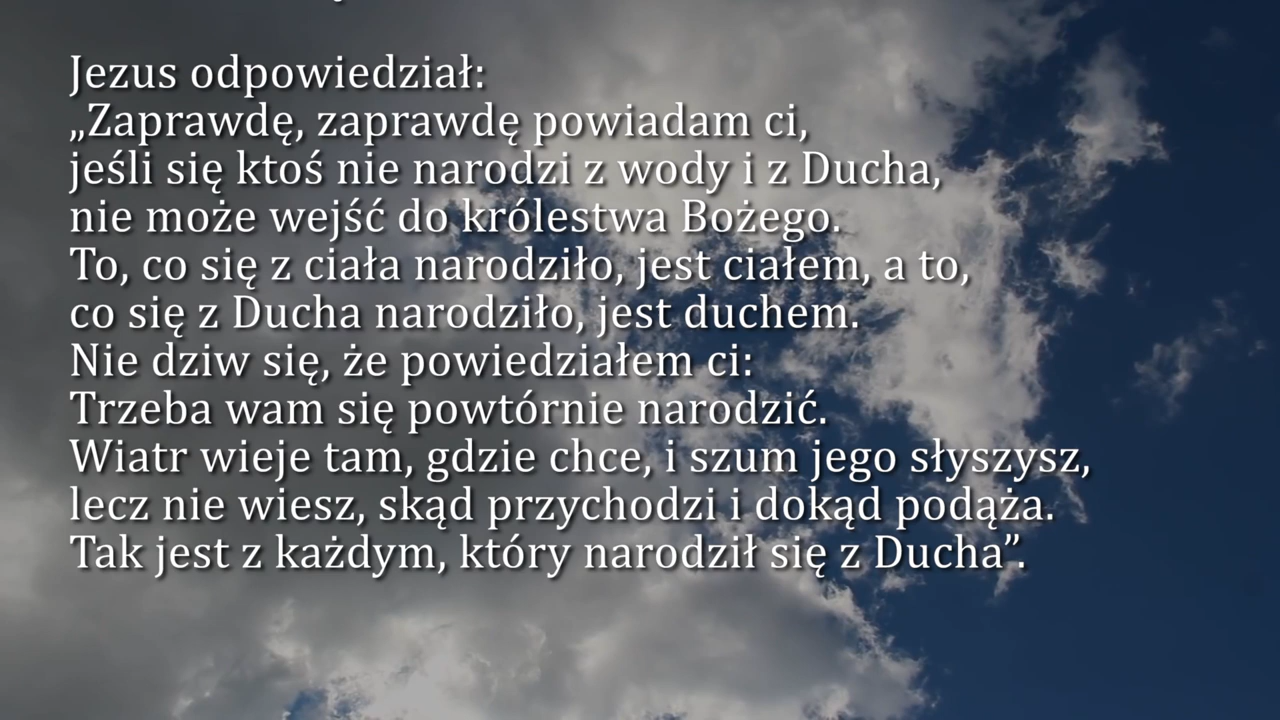 Jezus odpowiedział:
„Zaprawdę, zaprawdę powiadam ci,
jeśli się ktoś nie narodzi z wody i z Ducha,
nie może wejść do królestwa Bożego.
To, co się z ciała narodziło, jest ciałem, a to,
co się z Ducha narodziło, jest duchem.
Nie dziw się, że powiedziałem ci:
Trzeba wam się powtórnie narodzić.
Wiatr wieje tam, gdzie chce, i szum jego słyszysz,
lecz nie wiesz, skąd przychodzi i dokąd podąża.
Tak jest z każdym, który narodził się z Ducha”.